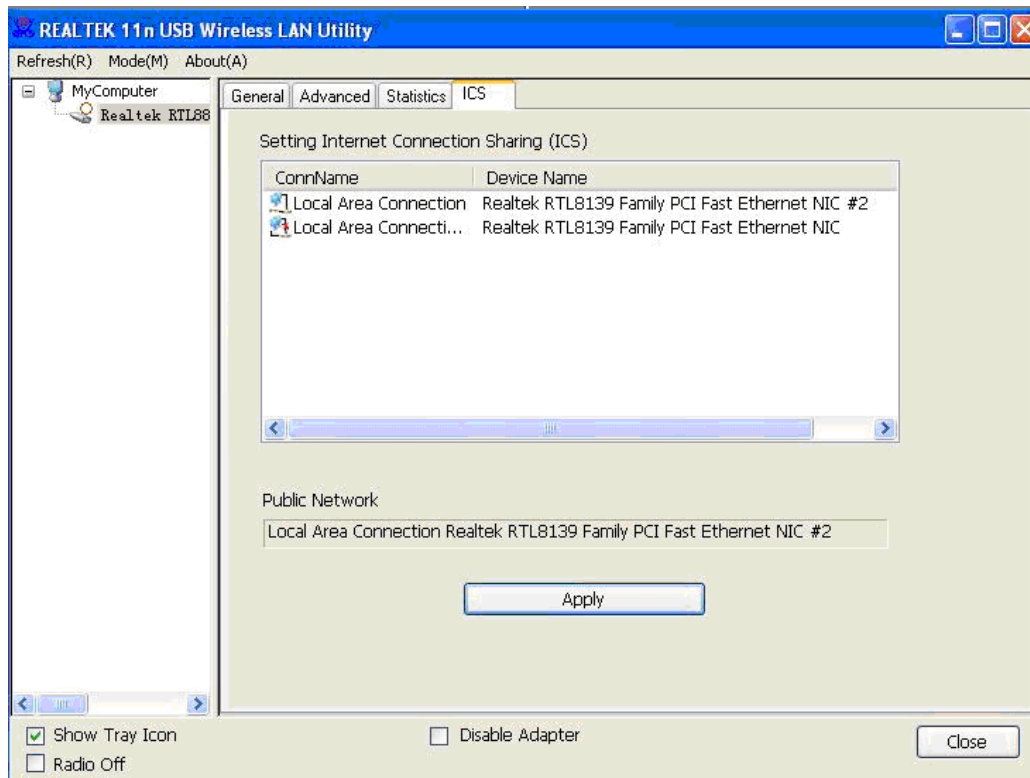 REALTEK 11n USB Wireless LAN Utility
Refresh(R) Mode(M) About(A)
MyComputer
Realtek RTL88
General Advanced Statistics ICS
Setting Internet Connection Sharing (ICS)
ConnName Device Name
Local Area Connection Realtek RTL8139 Family PCI Fast Ethernet NIC #2
Local Area Connecti... Realtek RTL8139 Family PCI Fast Ethernet NIC
Public Network
Local Area Connection Realtek RTL8139 Family PCI Fast Ethernet NIC #2
Apply
Show Tray Icon Disable Adapter
Radio Off
Close